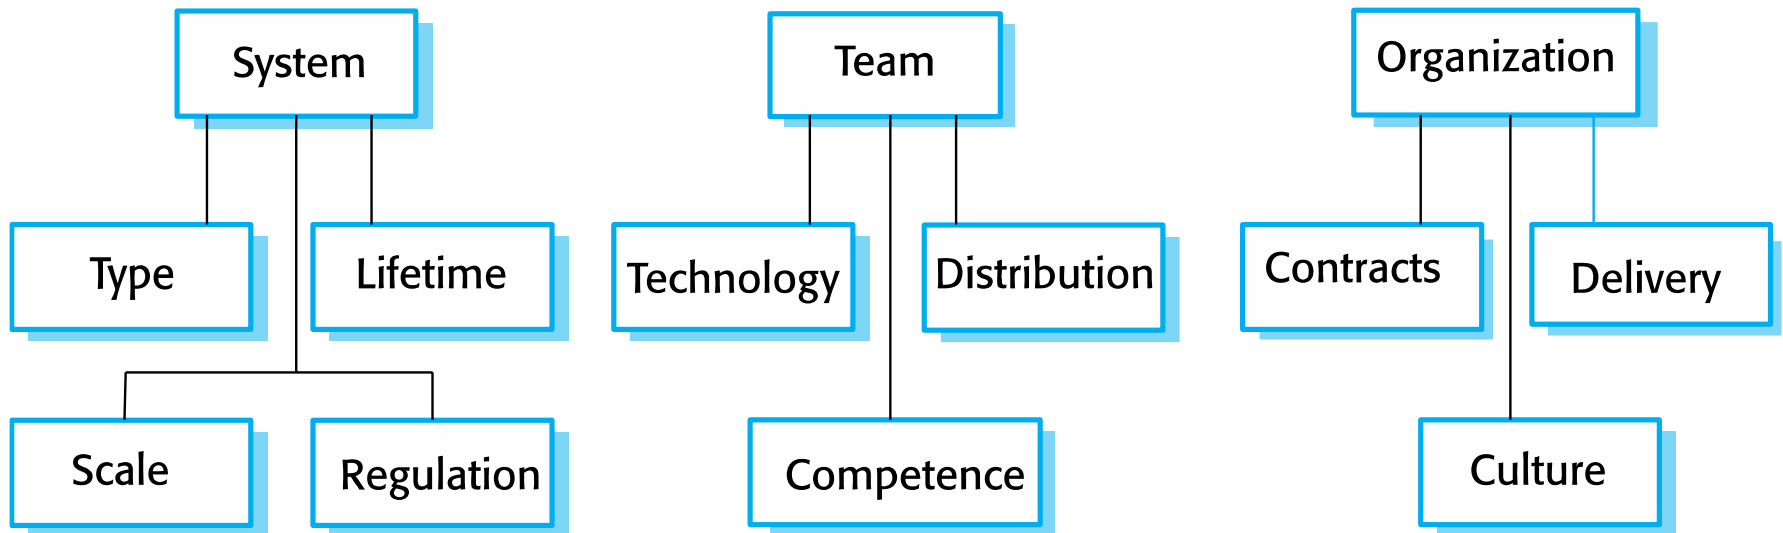 System
Team
Organization
Type
Lifetime
Technology
Distribution
Contracts
Delivery
Scale
Regulation
Competence
Culture